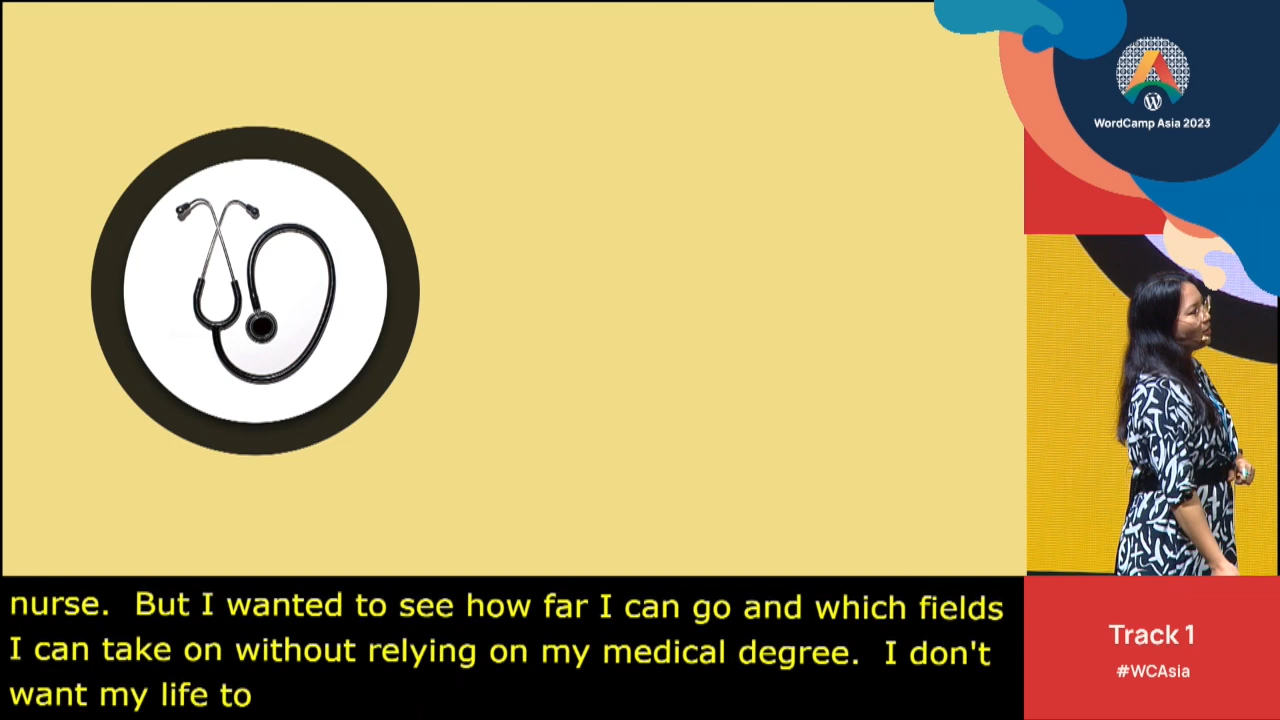 WordCamp Asia 2023
nurse.  But I wanted to see how far I can go and which fields
I can take on without relying on my medical degree.  I don't
want my life to
Track 1
#WCAsia